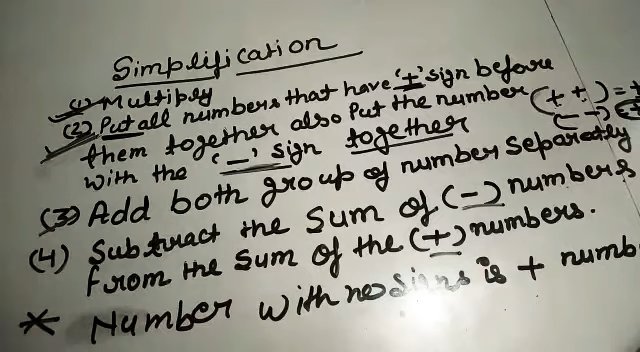 Simplification
(1) Multiply
(2) Put all numbers that have '+' sign before
them together also Put the number (+ +) = +
with the '-' sign together (- -)
(3) Add both group of number separately
(4) Subtract the sum of (-) numbers
from the sum of the (+) numbers.
* Number with no signs is + numb